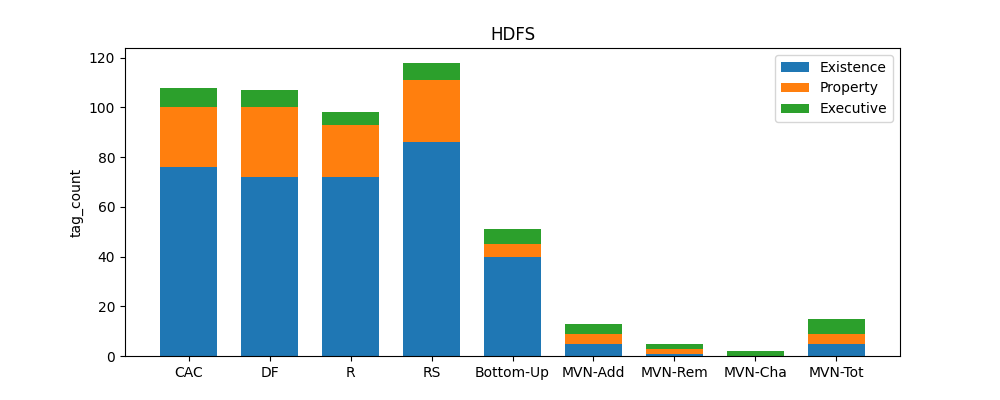 HDFS
tag_count
120
100
80
60
40
20
0
Existence
Property
Executive
CAC DF R RS Bottom-Up MVN-Add MVN-Rem MVN-Cha MVN-Tot